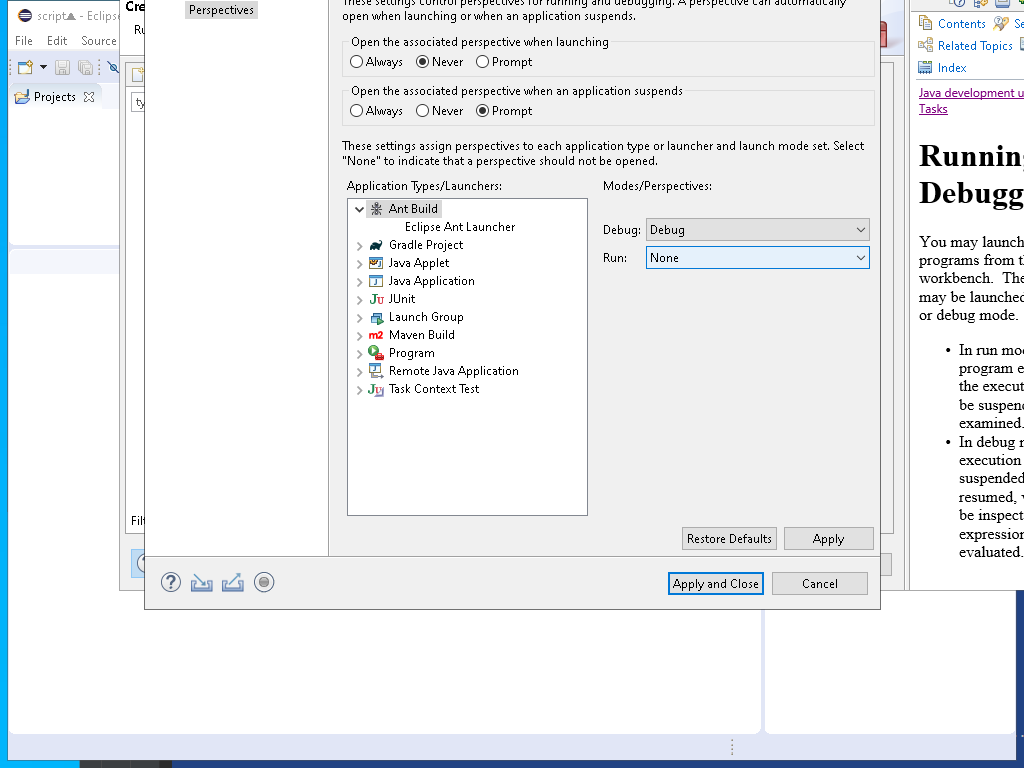 script▲ - Eclipse
File Edit Source
Projects
Cre
Ru
ty
Filt
Perspectives
These settings control perspectives for running and debugging. A perspective can automatically
open when launching or when an application suspends.
Open the associated perspective when launching
Always Never Prompt
Open the associated perspective when an application suspends
Always Never Prompt
These settings assign perspectives to each application type or launcher and launch mode set. Select
"None" to indicate that a perspective should not be opened.
Application Types/Launchers:
Ant Build
Eclipse Ant Launcher
Gradle Project
Java Applet
Java Application
JUnit
Launch Group
Maven Build
Program
Remote Java Application
Task Context Test
Modes/Perspectives:
Debug: Debug
Run: None
Restore Defaults Apply
Apply and Close Cancel
Contents Se
Related Topics
Index
Java development u
Tasks
Running
Debugg
You may launch
programs from th
workbench. The
may be launched
or debug mode.
• In run mod
program e
the execut
be suspend
examined.
• In debug m
execution
suspended
resumed, v
be inspect
expression
evaluated.